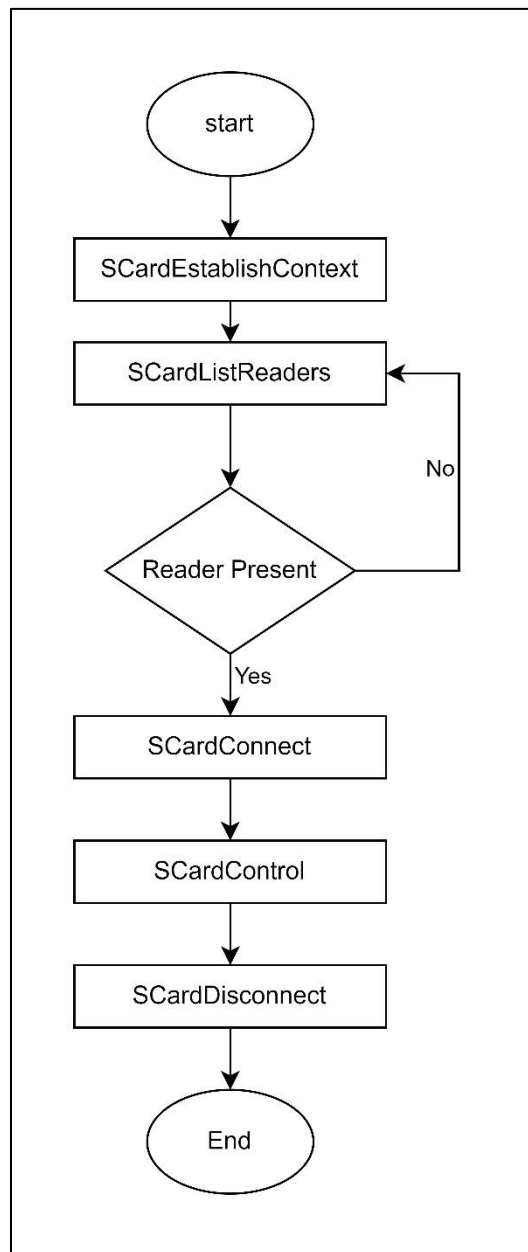 start
SCardEstablishContext
SCardListReaders
No
Reader Present
Yes
SCardConnect
SCardControl
SCardDisconnect
End